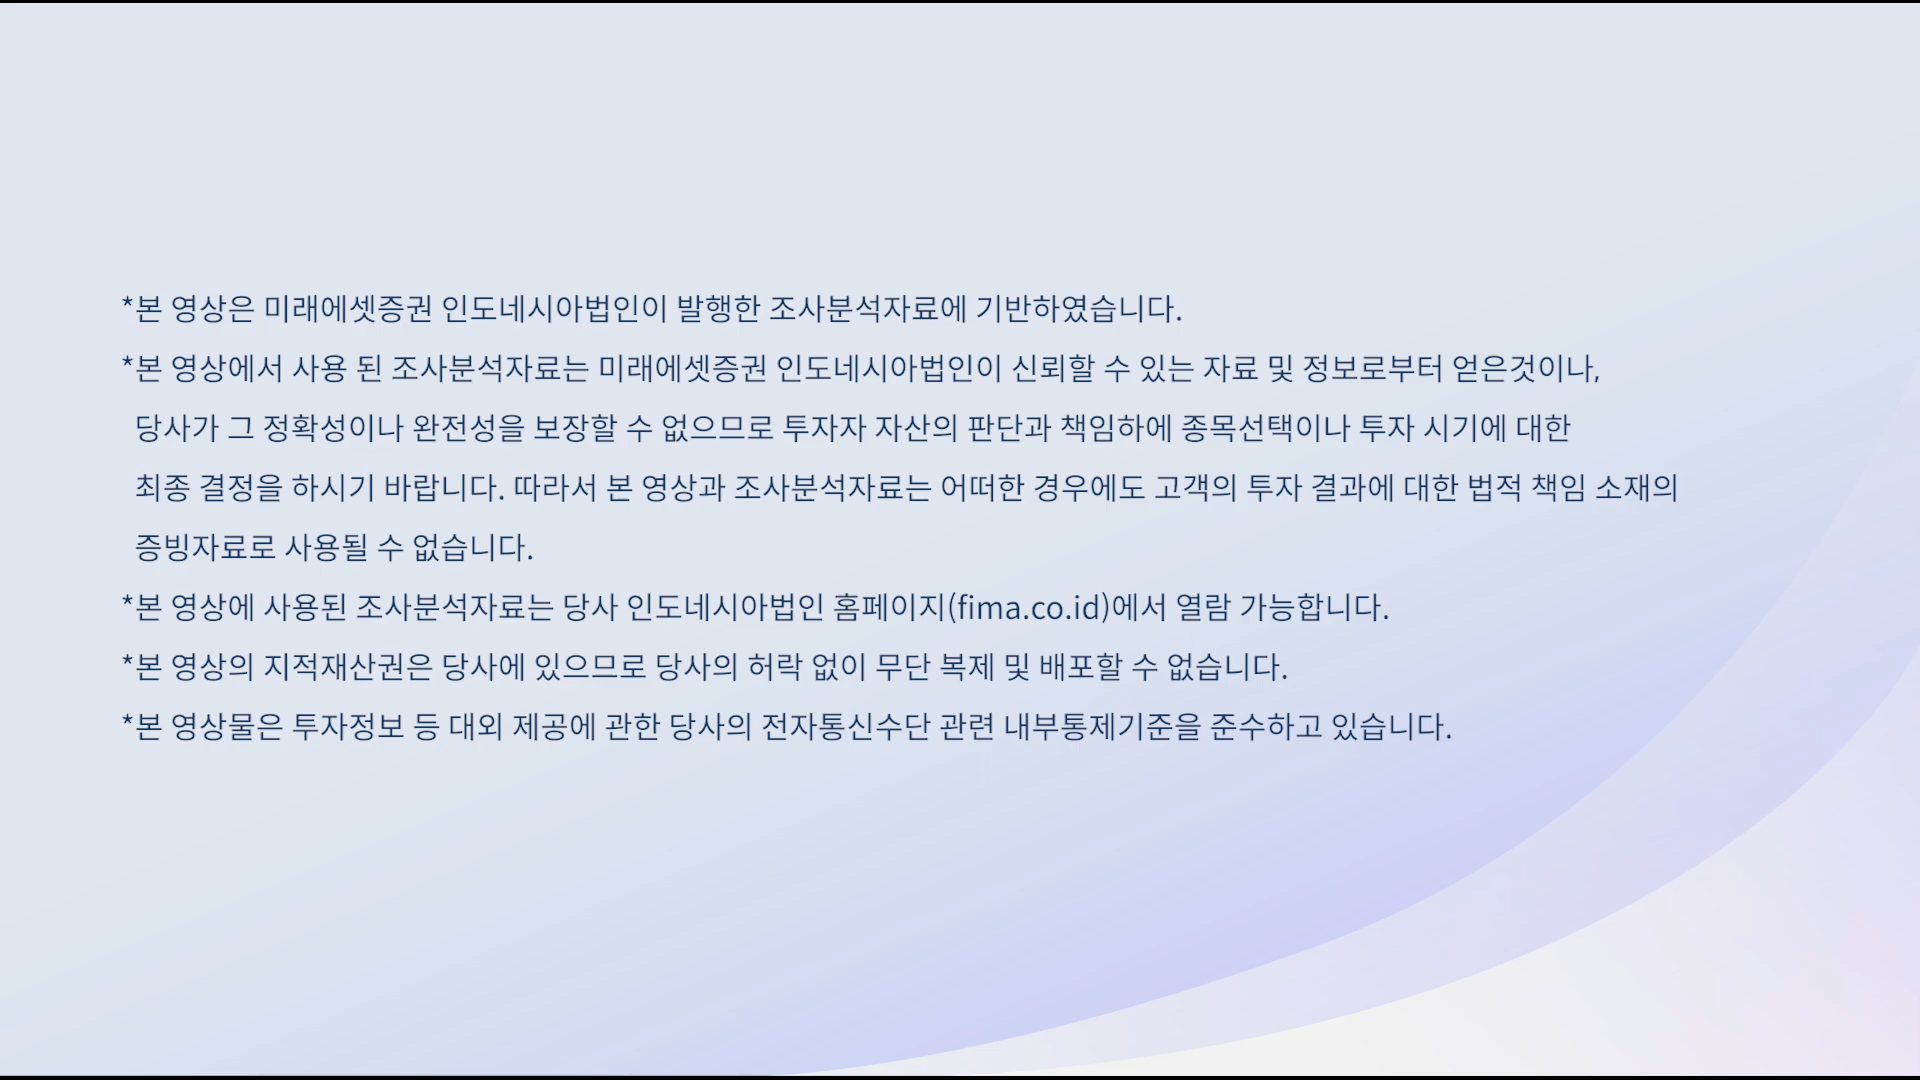 *본 영상은 미래에셋증권 인도네시아법인이 발행한 조사분석자료에 기반하였습니다.
*본 영상에서 사용 된 조사분석자료는 미래에셋증권 인도네시아법인이 신뢰할 수 있는 자료 및 정보로부터 얻은것이나,
당사가 그 정확성이나 완전성을 보장할 수 없으므로 투자자 자산의 판단과 책임하에 종목선택이나 투자 시기에 대한
최종 결정을 하시기 바랍니다. 따라서 본 영상과 조사분석자료는 어떠한 경우에도 고객의 투자 결과에 대한 법적 책임 소재의
증빙자료로 사용될 수 없습니다.
*본 영상에 사용된 조사분석자료는 당사 인도네시아법인 홈페이지(fima.co.id)에서 열람 가능합니다.
*본 영상의 지적재산권은 당사에 있으므로 당사의 허락 없이 무단 복제 및 배포할 수 없습니다.
*본 영상물은 투자정보 등 대외 제공에 관한 당사의 전자통신수단 관련 내부통제기준을 준수하고 있습니다.